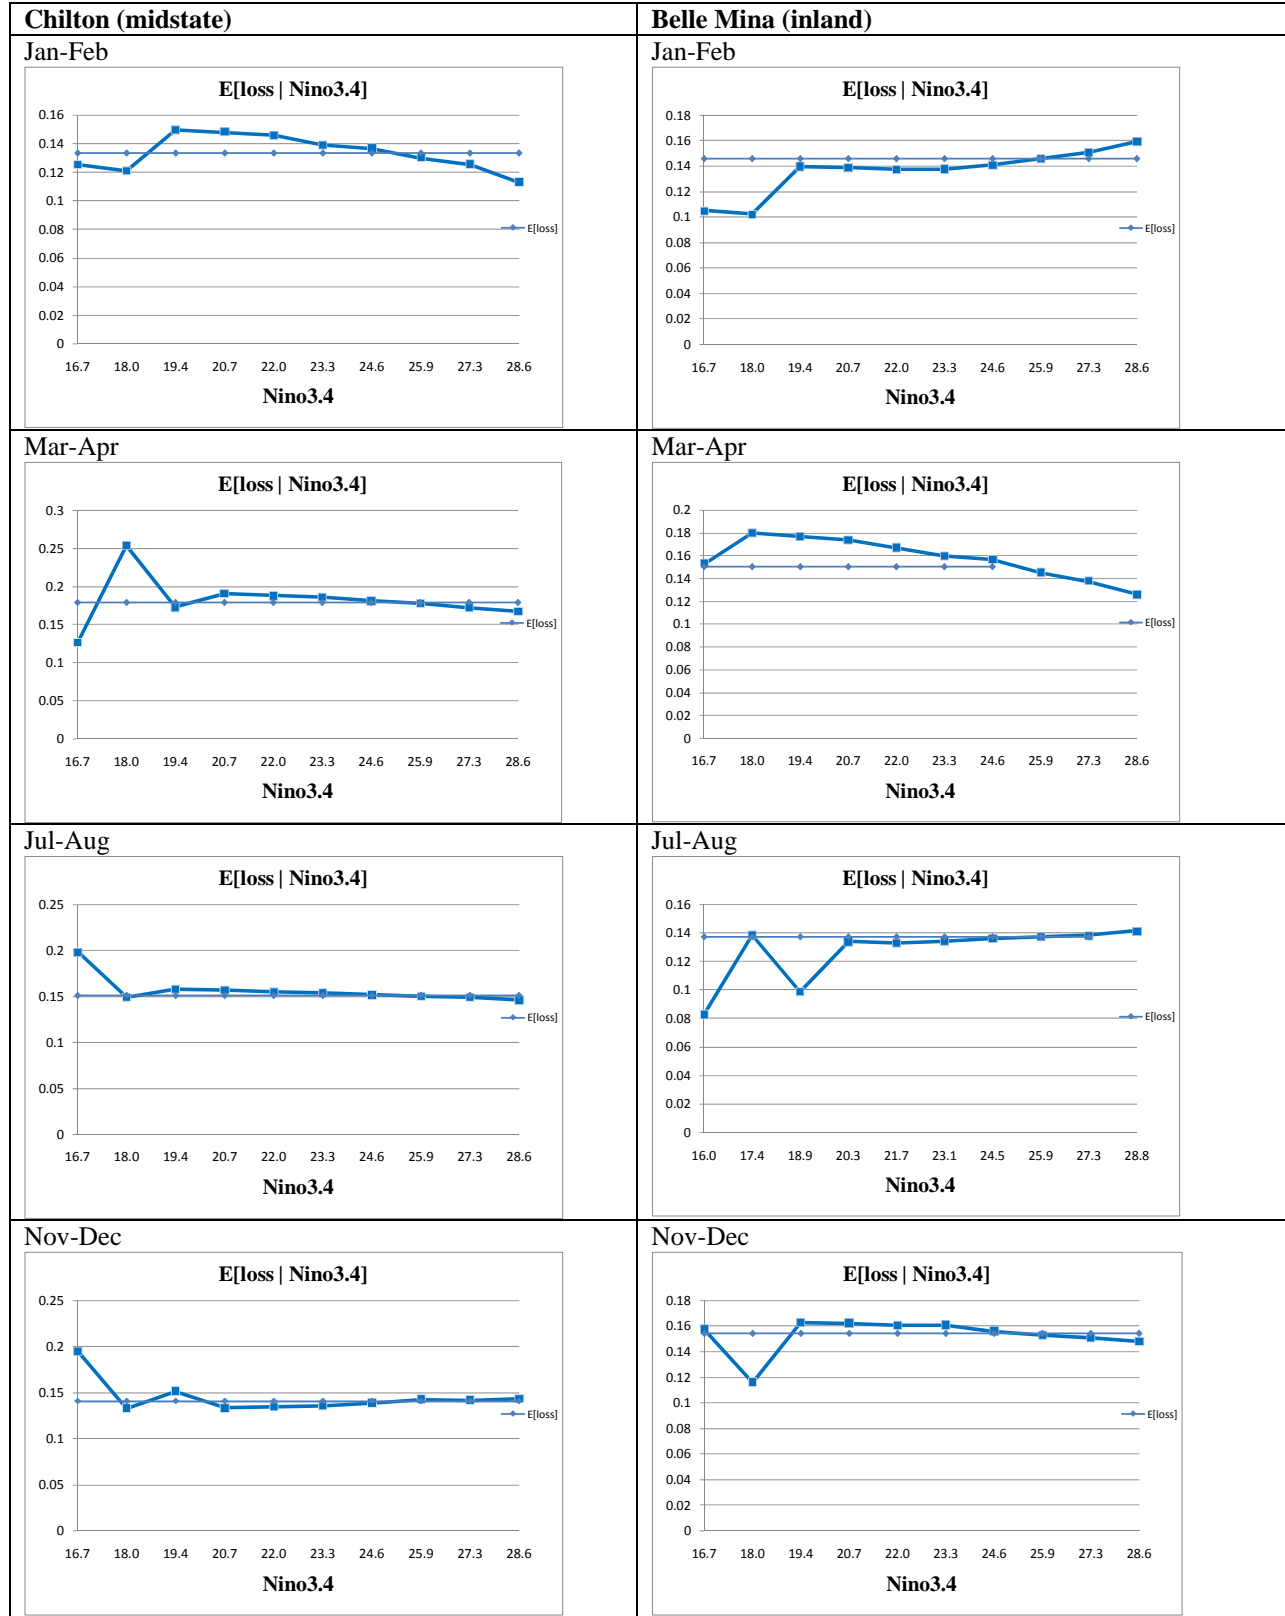 Chilton (midstate)
Belle Mina (inland)
Jan-Feb
E[loss | Nino3.4]
0.16
0.14
0.12
0.1
0.08
0.06
0.04
0.02
0
E[loss]
16.7 18.0 19.4 20.7 22.0 23.3 24.6 25.9 27.3 28.6
Nino3.4
Jan-Feb
E[loss | Nino3.4]
0.18
0.16
0.14
0.12
0.1
0.08
0.06
0.04
0.02
0
E[loss]
16.7 18.0 19.4 20.7 22.0 23.3 24.6 25.9 27.3 28.6
Nino3.4
Mar-Apr
E[loss | Nino3.4]
0.3
0.25
0.2
0.15
0.1
0.05
0
E[loss]
16.7 18.0 19.4 20.7 22.0 23.3 24.6 25.9 27.3 28.6
Nino3.4
Mar-Apr
E[loss | Nino3.4]
0.2
0.18
0.16
0.14
0.12
0.1
0.08
0.06
0.04
0.02
0
E[loss]
16.7 18.0 19.4 20.7 22.0 23.3 24.6 25.9 27.3 28.6
Nino3.4
Jul-Aug
E[loss | Nino3.4]
0.25
0.2
0.15
0.1
0.05
0
E[loss]
16.7 18.0 19.4 20.7 22.0 23.3 24.6 25.9 27.3 28.6
Nino3.4
Jul-Aug
E[loss | Nino3.4]
0.16
0.14
0.12
0.1
0.08
0.06
0.04
0.02
0
E[loss]
16.0 17.4 18.9 20.3 21.7 23.1 24.5 25.9 27.3 28.8
Nino3.4
Nov-Dec
E[loss | Nino3.4]
0.25
0.2
0.15
0.1
0.05
0
E[loss]
16.7 18.0 19.4 20.7 22.0 23.3 24.6 25.9 27.3 28.6
Nino3.4
Nov-Dec
E[loss | Nino3.4]
0.18
0.16
0.14
0.12
0.1
0.08
0.06
0.04
0.02
0
E[loss]
16.7 18.0 19.4 20.7 22.0 23.3 24.6 25.9 27.3 28.6
Nino3.4